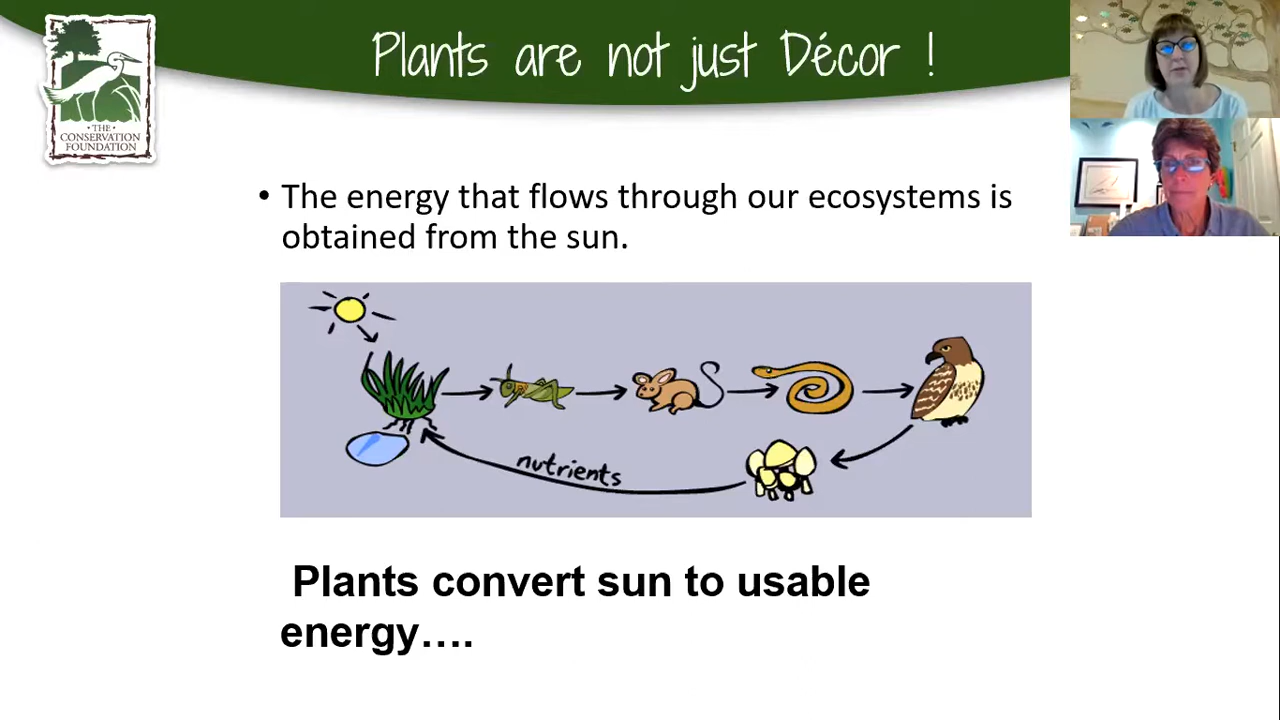 Plants are not just Décor !
• THE •
CONSERVATION
FOUNDATION
• The energy that flows through our ecosystems is
obtained from the sun.
nutrients
Plants convert sun to usable
energy….